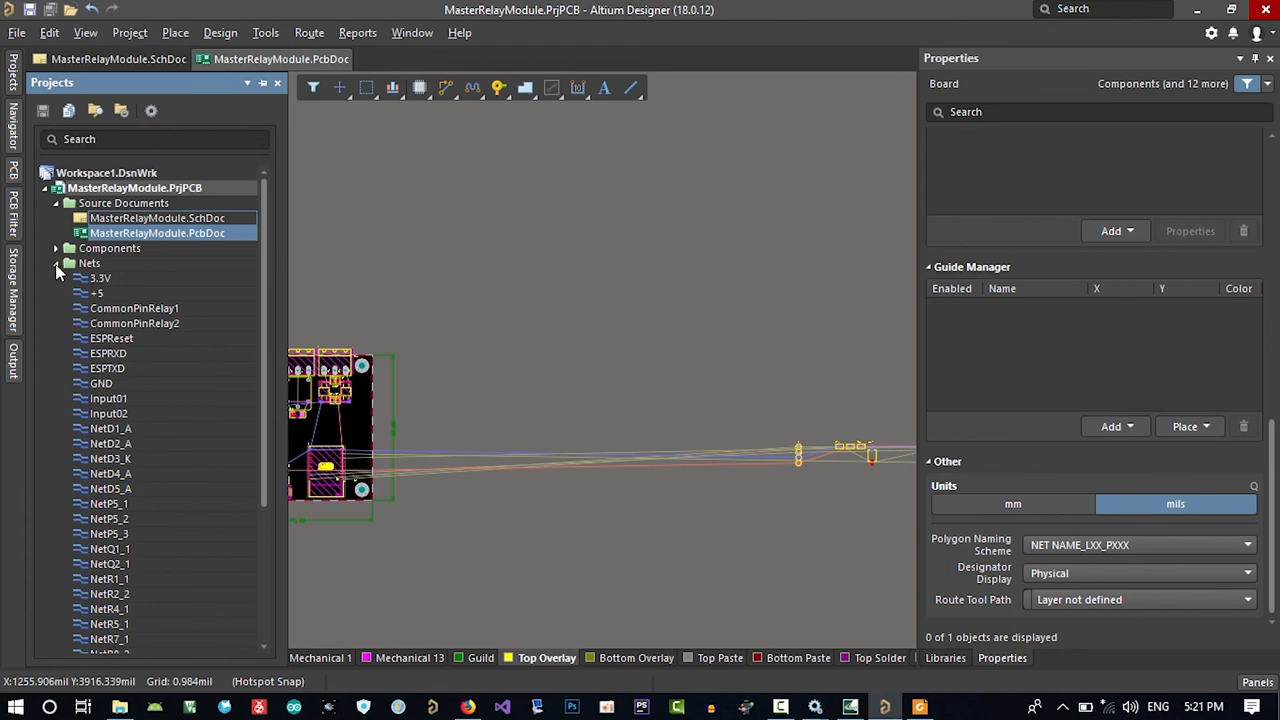 MasterRelayModule.PrjPCB - Altium Designer (18.0.12)
Search
File Edit View Project Place Design Tools Route Reports Window Help
MasterRelayModule.SchDoc MasterRelayModule.PcbDoc
Projects
Search
Workspace1.DsnWrk
MasterRelayModule.PrjPCB
Source Documents
MasterRelayModule.SchDoc
MasterRelayModule.PcbDoc
Components
Nets
3.3V
+5
CommonPinRelay1
CommonPinRelay2
ESPReset
ESPRXD
ESPTXD
GND
Input01
Input02
NetD1_A
NetD2_A
NetD3_K
NetD4_A
NetD5_A
NetP5_1
NetP5_2
NetP5_3
NetQ1_1
NetQ2_1
NetR1_1
NetR2_2
NetR4_1
NetR5_1
NetR7_1
Projects
Navigator
PCB
PCB Filter
Storage Manager
Output
Properties
Board Components (and 12 more)
Search
Add Properties
Guide Manager
Enabled Name X Y Color
Add Place
Other
Units
mm mils
Polygon Naming
Scheme
NET NAME_LXX_PXXX
Designator
Display
Physical
Route Tool Path Layer not defined
0 of 1 objects are displayed
Libraries Properties
Mechanical 1 Mechanical 13 Guild Top Overlay Bottom Overlay Top Paste Bottom Paste Top Solder
X:1255.906mil Y:3916.339mil Grid: 0.984mil (Hotspot Snap)
Panels
ENG 5:21 PM